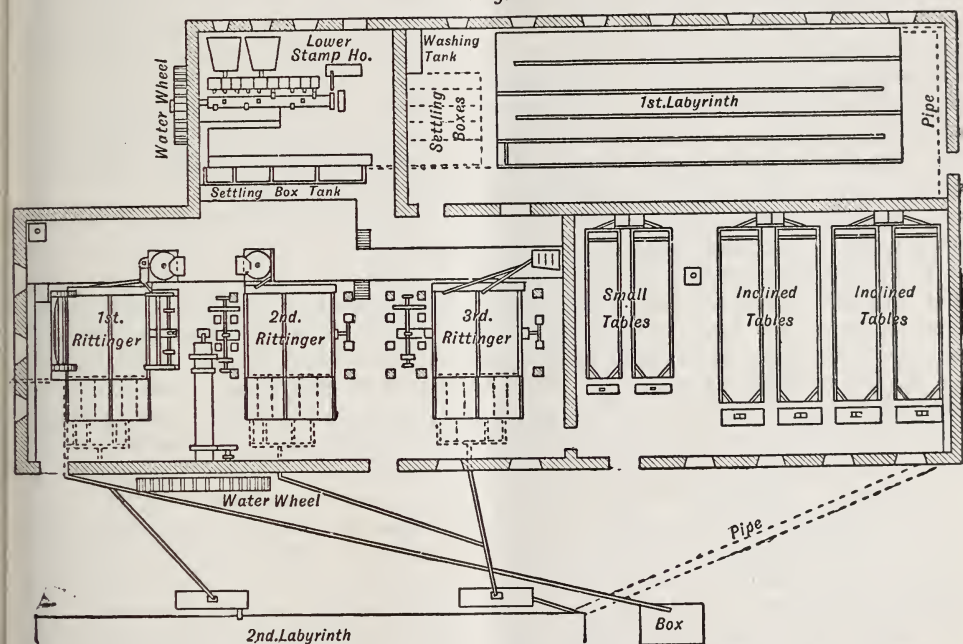 Lower
Stamp Ho.
Washing
Tank
Water Wheel
Settling
Boxes
1st. Labyrinth
Pipe
Settling Box Tank
1st.
Rittinger
2nd.
Rittinger
3rd.
Rittinger
Small
Tables
Inclined
Tables
Inclined
Tables
Water Wheel
Pipe
2nd. Labyrinth
Box